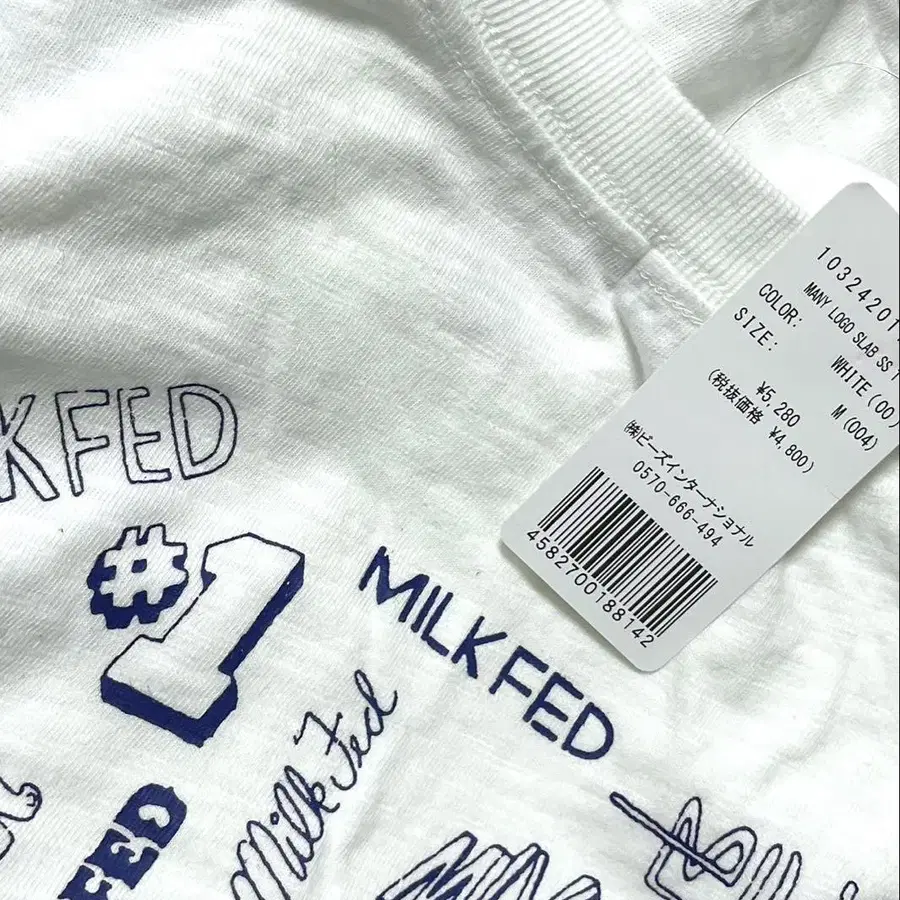 1032420
MANY LOGO SLAB SS
COLOR: WHITE (00)
SIZE: M (004)
¥5,280
(税抜価格 ¥4,800)
㈱ビーズインターナショナル
0570-666-494
4582700188142
KFED
#1
MILKFED
Milk Fed
FED